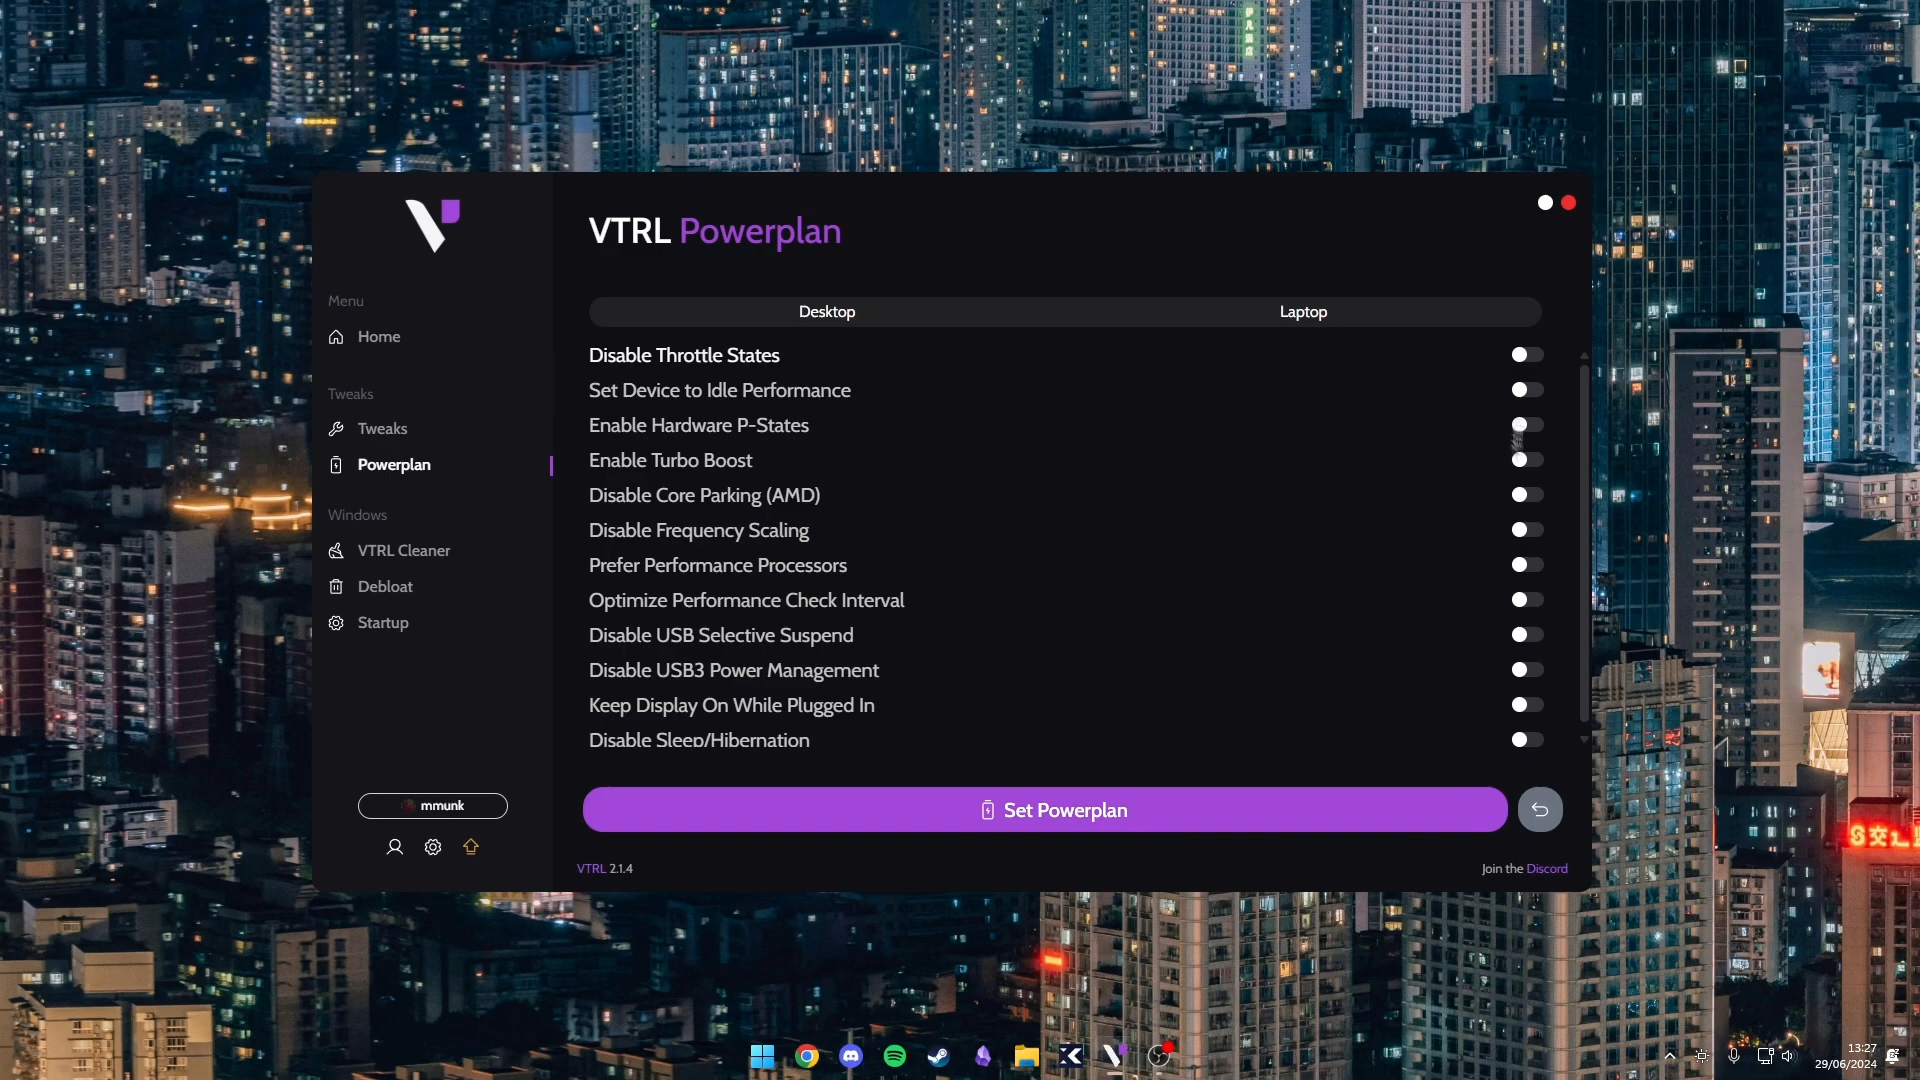 VTRL Powerplan
Menu
Home
Tweaks
Tweaks
Powerplan
Windows
VTRL Cleaner
Debloat
Startup
mmunk
Desktop
Laptop
Disable Throttle States
Set Device to Idle Performance
Enable Hardware P-States
Enable Turbo Boost
Disable Core Parking (AMD)
Disable Frequency Scaling
Prefer Performance Processors
Optimize Performance Check Interval
Disable USB Selective Suspend
Disable USB3 Power Management
Keep Display On While Plugged In
Disable Sleep/Hibernation
Set Powerplan
VTRL 2.1.4
Join the Discord
13:27
29/06/2024